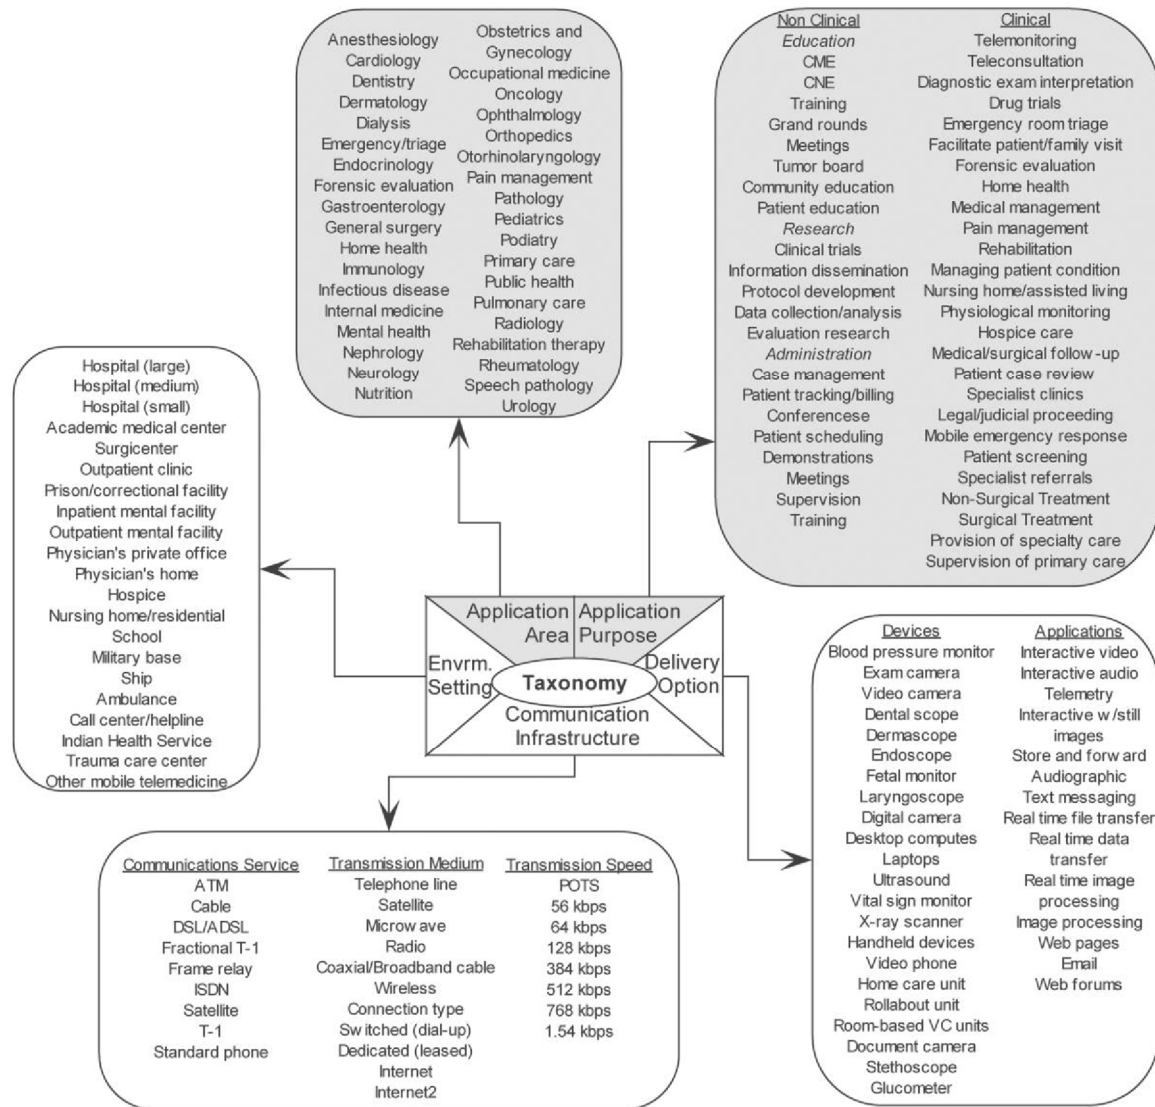 Anesthesiology
Cardiology
Dentistry
Dermatology
Dialysis
Emergency/triage
Endocrinology
Forensic evaluation
Gastroenterology
General surgery
Home health
Immunology
Infectious disease
Internal medicine
Mental health
Nephrology
Neurology
Nutrition
Obstetrics and
Gynecology
Occupational medicine
Oncology
Ophthalmology
Orthopedics
Otorhinolaryngology
Pain management
Pathology
Pediatrics
Podiatry
Primary care
Public health
Pulmonary care
Radiology
Rehabilitation therapy
Rheumatology
Speech pathology
Urology
Non Clinical
Education
CME
CNE
Training
Grand rounds
Meetings
Tumor board
Community education
Patient education
Research
Clinical trials
Information dissemination
Protocol development
Data collection/analysis
Evaluation research
Administration
Case management
Patient tracking/billing
Conferencese
Patient scheduling
Demonstrations
Meetings
Supervision
Training
Clinical
Telemonitoring
Teleconsultation
Diagnostic exam interpretation
Drug trials
Emergency room triage
Facilitate patient/family visit
Forensic evaluation
Home health
Medical management
Pain management
Rehabilitation
Managing patient condition
Nursing home/assisted living
Physiological monitoring
Hospice care
Medical/surgical follow-up
Patient case review
Specialist clinics
Legal/judicial proceeding
Mobile emergency response
Patient screening
Specialist referrals
Non-Surgical Treatment
Surgical Treatment
Provision of specialty care
Supervision of primary care
Hospital (large)
Hospital (medium)
Hospital (small)
Academic medical center
Surgicenter
Outpatient clinic
Prison/correctional facility
Inpatient mental facility
Outpatient mental facility
Physician's private office
Physician's home
Hospice
Nursing home/residential
School
Military base
Ship
Ambulance
Call center/helpline
Indian Health Service
Trauma care center
Other mobile telemedicine
Application
Area
Application
Purpose
Envrm.
Setting
Taxonomy
Delivery
Option
Communication
Infrastructure
Devices
Blood pressure monitor
Exam camera
Video camera
Dental scope
Dermascope
Endoscope
Fetal monitor
Laryngoscope
Digital camera
Desktop computes
Laptops
Ultrasound
Vital sign monitor
X-ray scanner
Handheld devices
Video phone
Home care unit
Rollabout unit
Room-based VC units
Document camera
Stethoscope
Glucometer
Applications
Interactive video
Interactive audio
Telemetry
Interactive w/still
images
Store and forward
Audiographic
Text messaging
Real time file transfer
Real time data
transfer
Real time image
processing
Image processing
Web pages
Email
Web forums
Communications Service
ATM
Cable
DSL/ADSL
Fractional T-1
Frame relay
ISDN
Satellite
T-1
Standard phone
Transmission Medium
Telephone line
Satellite
Microwave
Radio
Coaxial/Broadband cable
Wireless
Connection type
Switched (dial-up)
Dedicated (leased)
Internet
Internet2
Transmission Speed
POTS
56 kbps
64 kbps
128 kbps
384 kbps
512 kbps
768 kbps
1.54 kbps